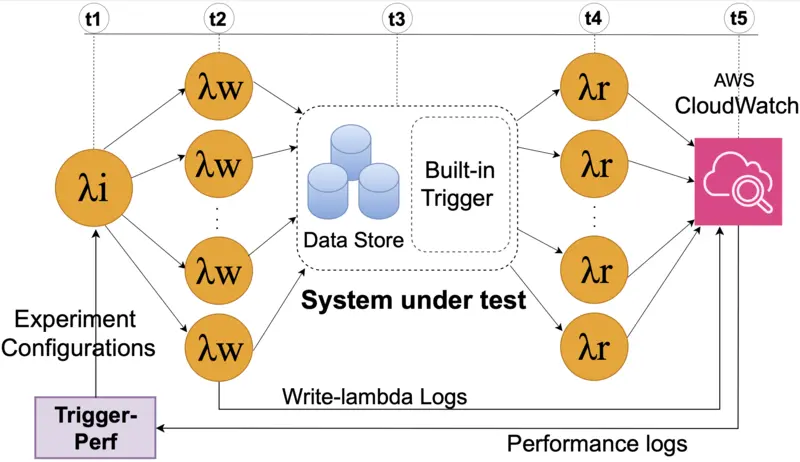 t1
t2
t3
t4
t5
AWS
CloudWatch
λi
λw
λw
⋮
λw
λw
Data Store
Built-in
Trigger
System under test
λr
λr
⋮
λr
λr
Experiment
Configurations
Trigger-
Perf
Write-lambda Logs
Performance logs